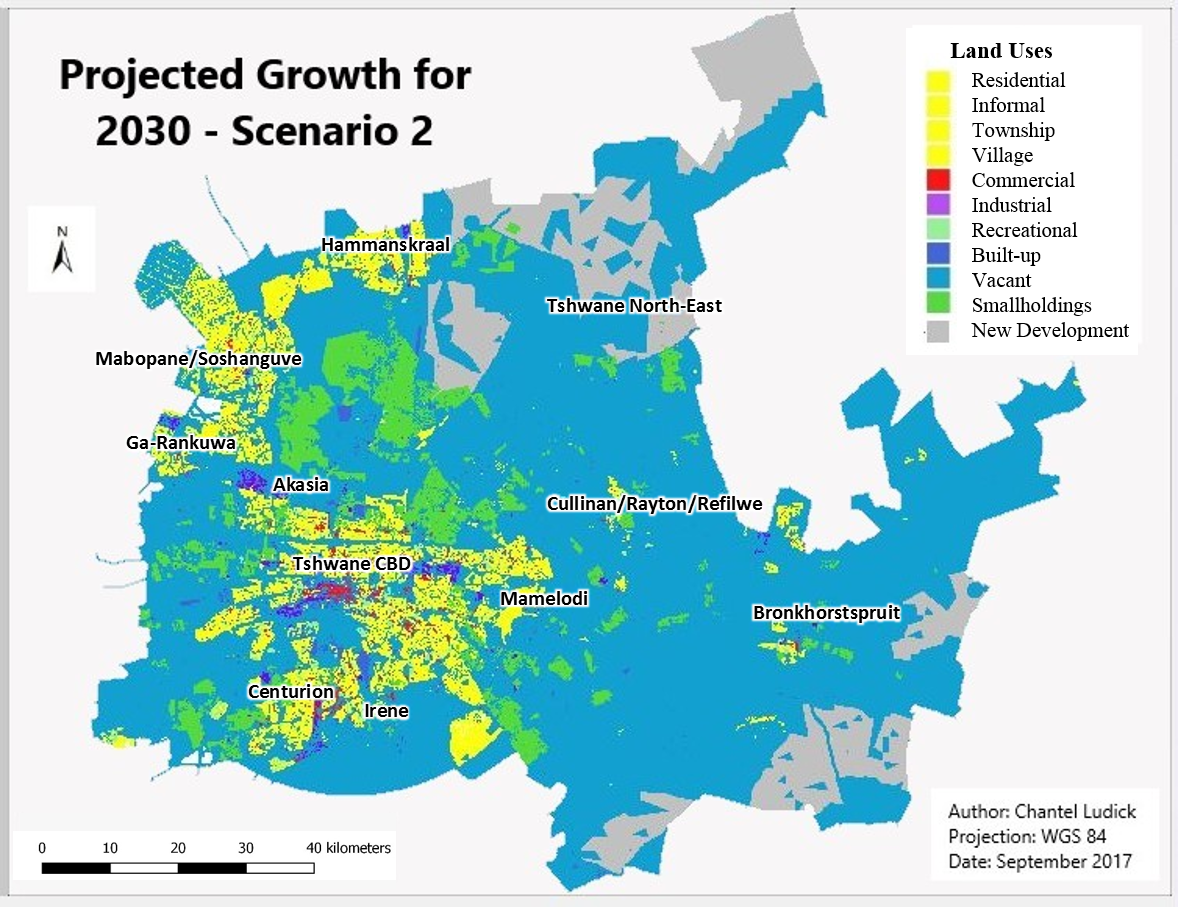 Projected Growth for
2030 - Scenario 2
Land Uses
Residential
Informal
Township
Village
Commercial
Industrial
Recreational
Built-up
Vacant
Smallholdings
New Development
N
Hammanskraal
Tshwane North-East
Mabopane/Soshanguve
Ga-Rankuwa
Akasia
Cullinan/Rayton/Refilwe
Tshwane CBD
Mamelodi
Bronkhorstspruit
Centurion
Irene
0 10 20 30 40 kilometers
Author: Chantel Ludick
Projection: WGS 84
Date: September 2017